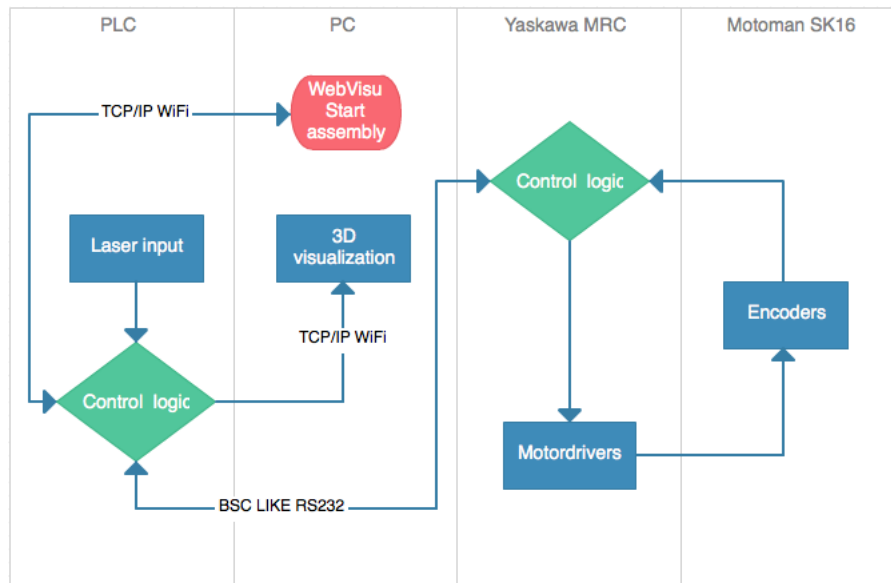 PLC
PC
Yaskawa MRC
Motoman SK16
TCP/IP WiFi
WebVisu
Start
assembly
Control logic
Laser input
3D
visualization
Encoders
TCP/IP WiFi
Control logic
Motordrivers
BSC LIKE RS232